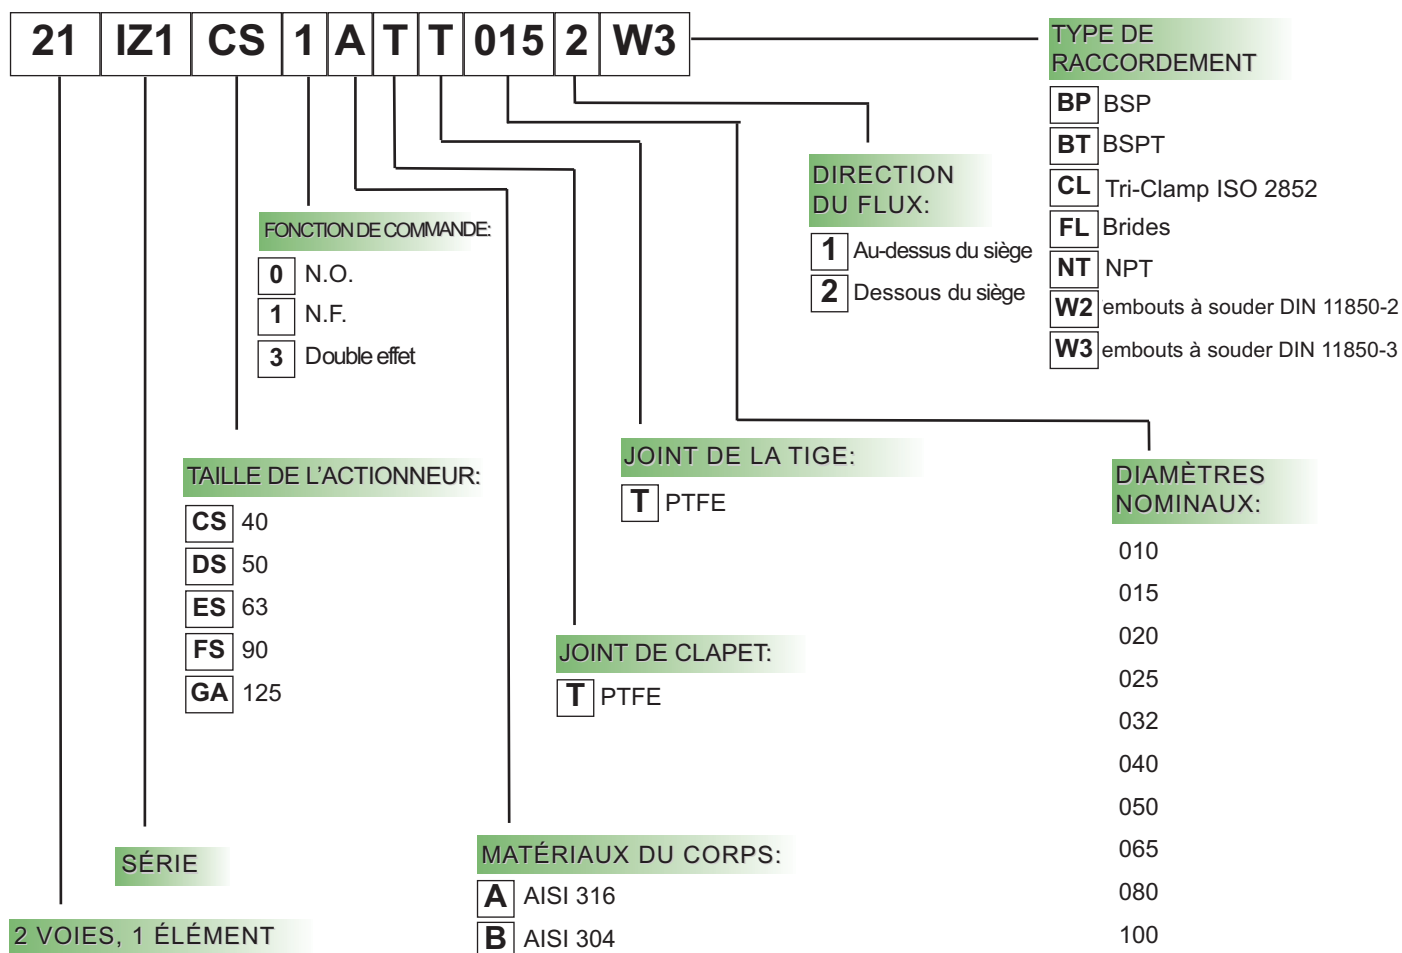 21 IZ1 CS 1 A T T 015 2 W3
TYPE DE
RACCORDEMENT
BP BSP
BT BSPT
CL Tri-Clamp ISO 2852
FL Brides
NT NPT
W2 embouts à souder DIN 11850-2
W3 embouts à souder DIN 11850-3
DIRECTION
DU FLUX:
1 Au-dessus du siège
2 Dessous du siège
FONCTION DE COMMANDE:
0 N.O.
1 N.F.
3 Double effet
TAILLE DE L'ACTIONNEUR:
CS 40
DS 50
ES 63
FS 90
GA 125
JOINT DE LA TIGE:
T PTFE
DIAMÈTRES
NOMINAUX:
010
015
020
025
032
040
050
065
080
100
JOINT DE CLAPET:
T PTFE
MATÉRIAUX DU CORPS:
A AISI 316
B AISI 304
SÉRIE
2 VOIES, 1 ÉLÉMENT